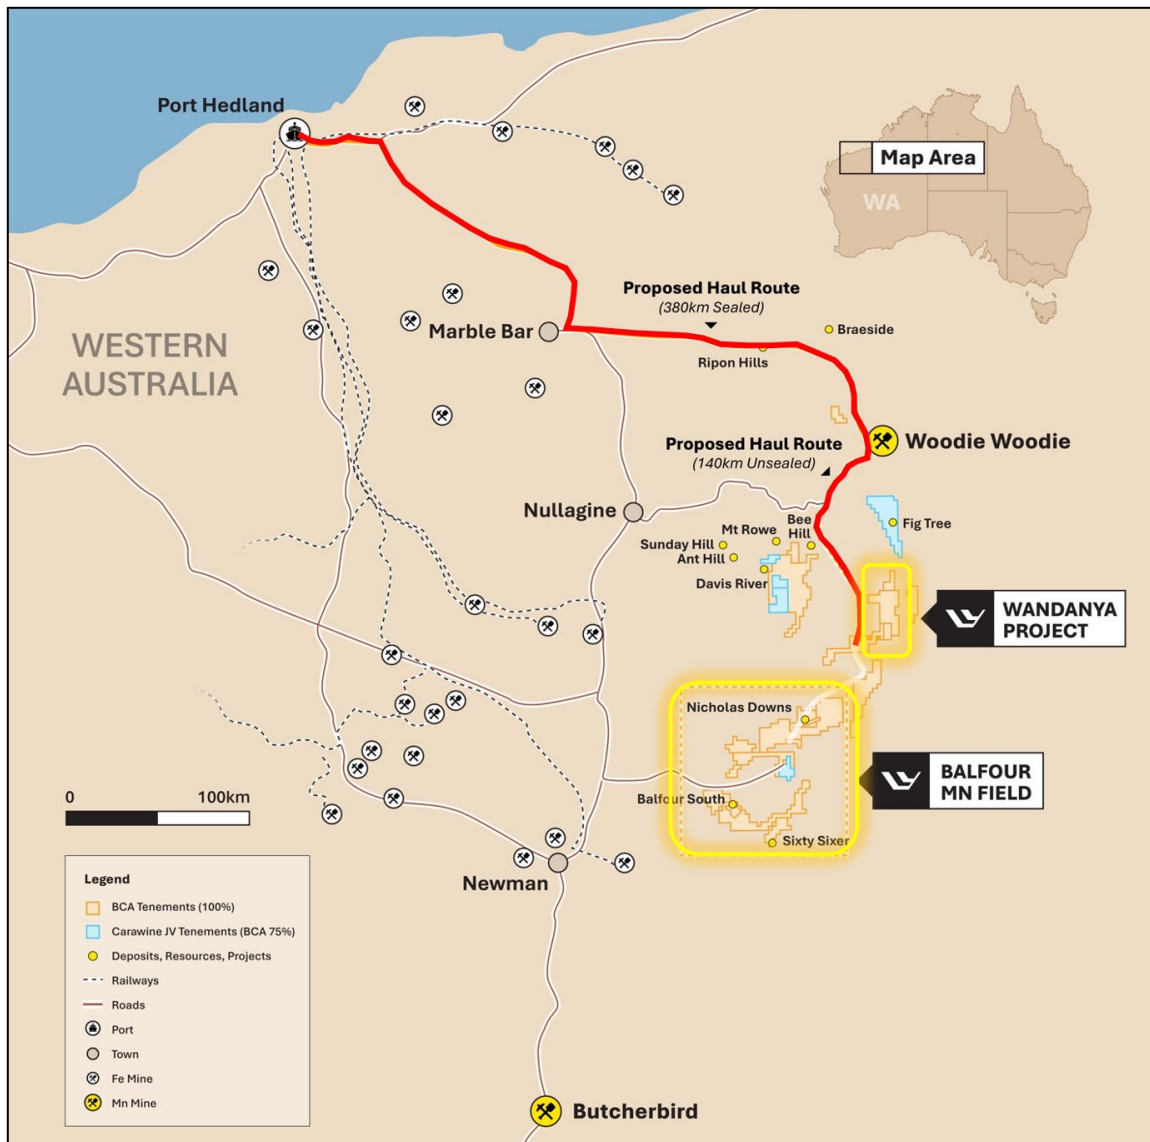 Port Hedland
Map Area
WA
WESTERN
AUSTRALIA
Proposed Haul Route
(380km Sealed)
Marble Bar
Braeside
Ripon Hills
Proposed Haul Route
(140km Unsealed)
Woodie Woodie
Nullagine
Fig Tree
Mt Rowe
Bee
Hill
Sunday Hill
Ant Hill
Davis River
WANDANYA
PROJECT
Nicholas Downs
BALFOUR
MN FIELD
Balfour South
Sixty Sixer
0 100km
Newman
Legend
BCA Tenements (100%)
Carawine JV Tenements (BCA 75%)
Deposits, Resources, Projects
Railways
Roads
Port
Town
Fe Mine
Mn Mine
Butcherbird